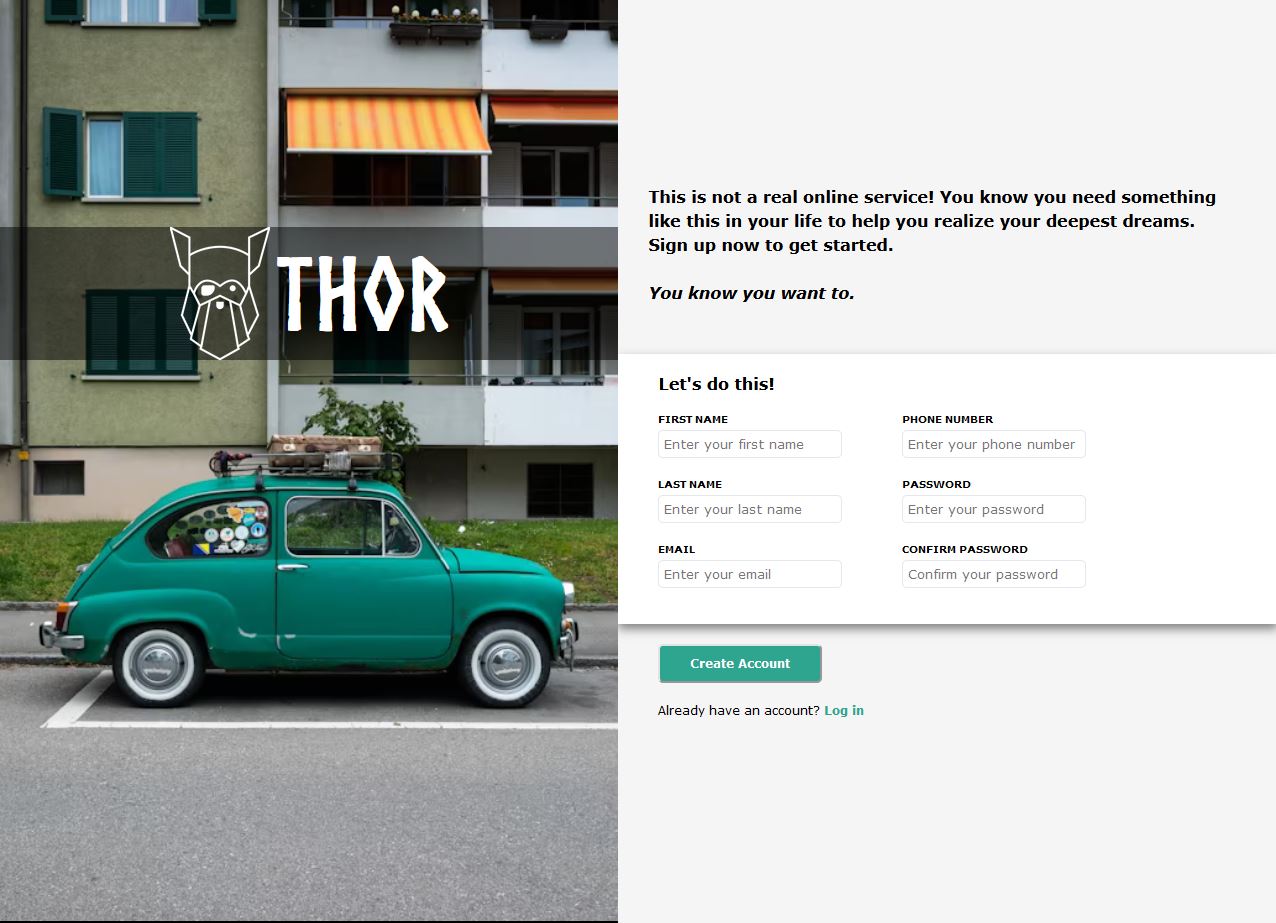 THOR
This is not a real online service! You know you need something
like this in your life to help you realize your deepest dreams.
Sign up now to get started.
You know you want to.
Let's do this!
FIRST NAME
Enter your first name
PHONE NUMBER
Enter your phone number
LAST NAME
Enter your last name
PASSWORD
Enter your password
EMAIL
Enter your email
CONFIRM PASSWORD
Confirm your password
Create Account
Already have an account? Log in